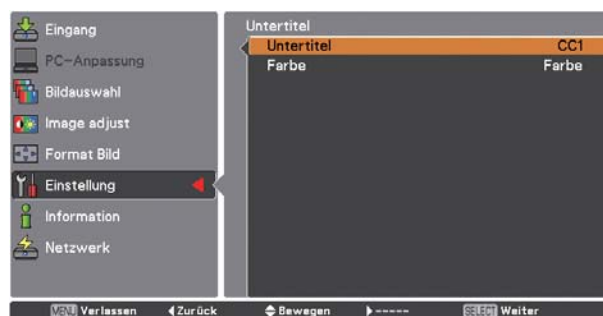 Eingang
PC-Anpassung
Bildauswahl
Image adjust
Format Bild
Einstellung
Information
Netzwerk
Untertitel
Untertitel CC1
Farbe Farbe
MENU Verlassen Zurück Bewegen ----- SELECT Weiter